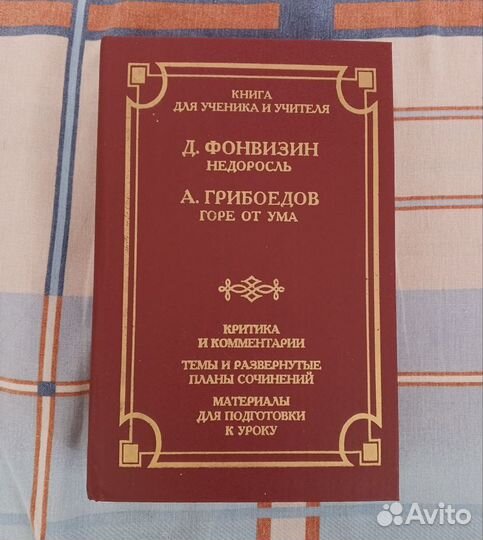 КНИГА
ДЛЯ УЧЕНИКА И УЧИТЕЛЯ
Д. ФОНВИЗИН
НЕДОРОСЛЬ
А. ГРИБОЕДОВ
ГОРЕ ОТ УМА
КРИТИКА
И КОММЕНТАРИИ
ТЕМЫ И РАЗВЕРНУТЫЕ
ПЛАНЫ СОЧИНЕНИЙ
МАТЕРИАЛЫ
ДЛЯ ПОДГОТОВКИ
К УРОКУ
Avito